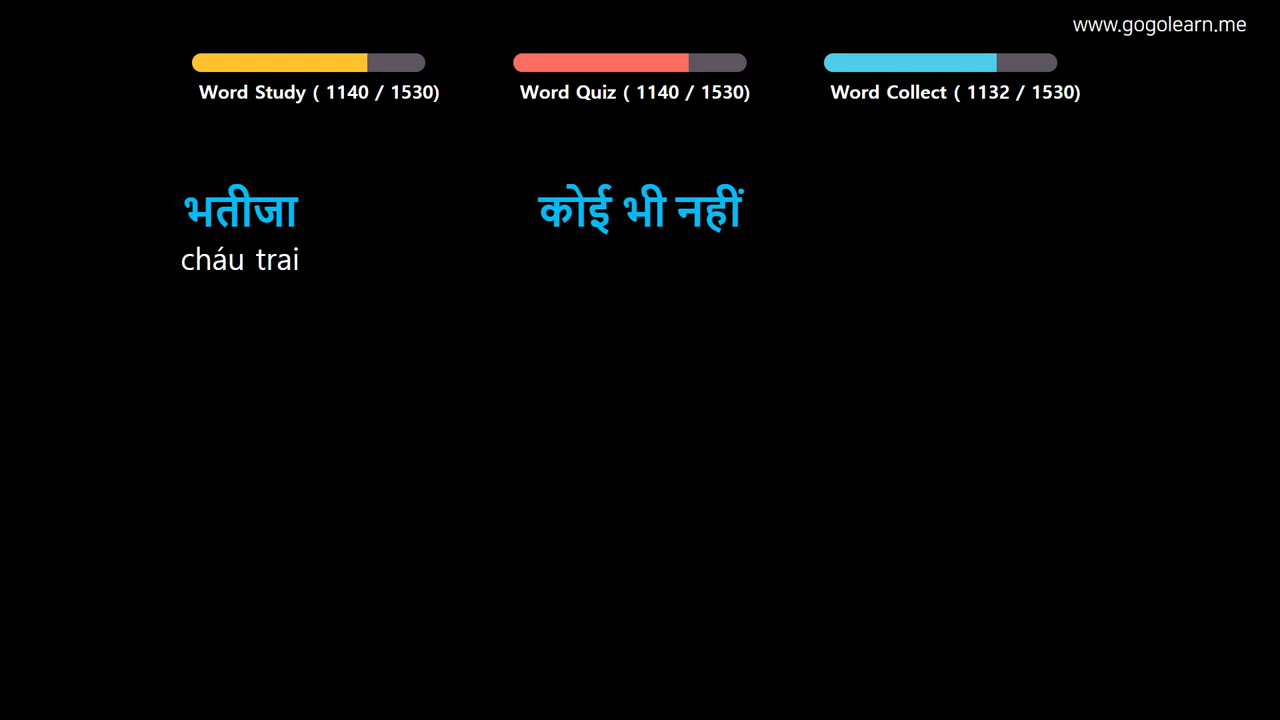 www.gogolearn.me
Word Study ( 1140 / 1530)
Word Quiz ( 1140 / 1530)
Word Collect ( 1132 / 1530)
भतीजा
cháu trai
कोई भी नहीं